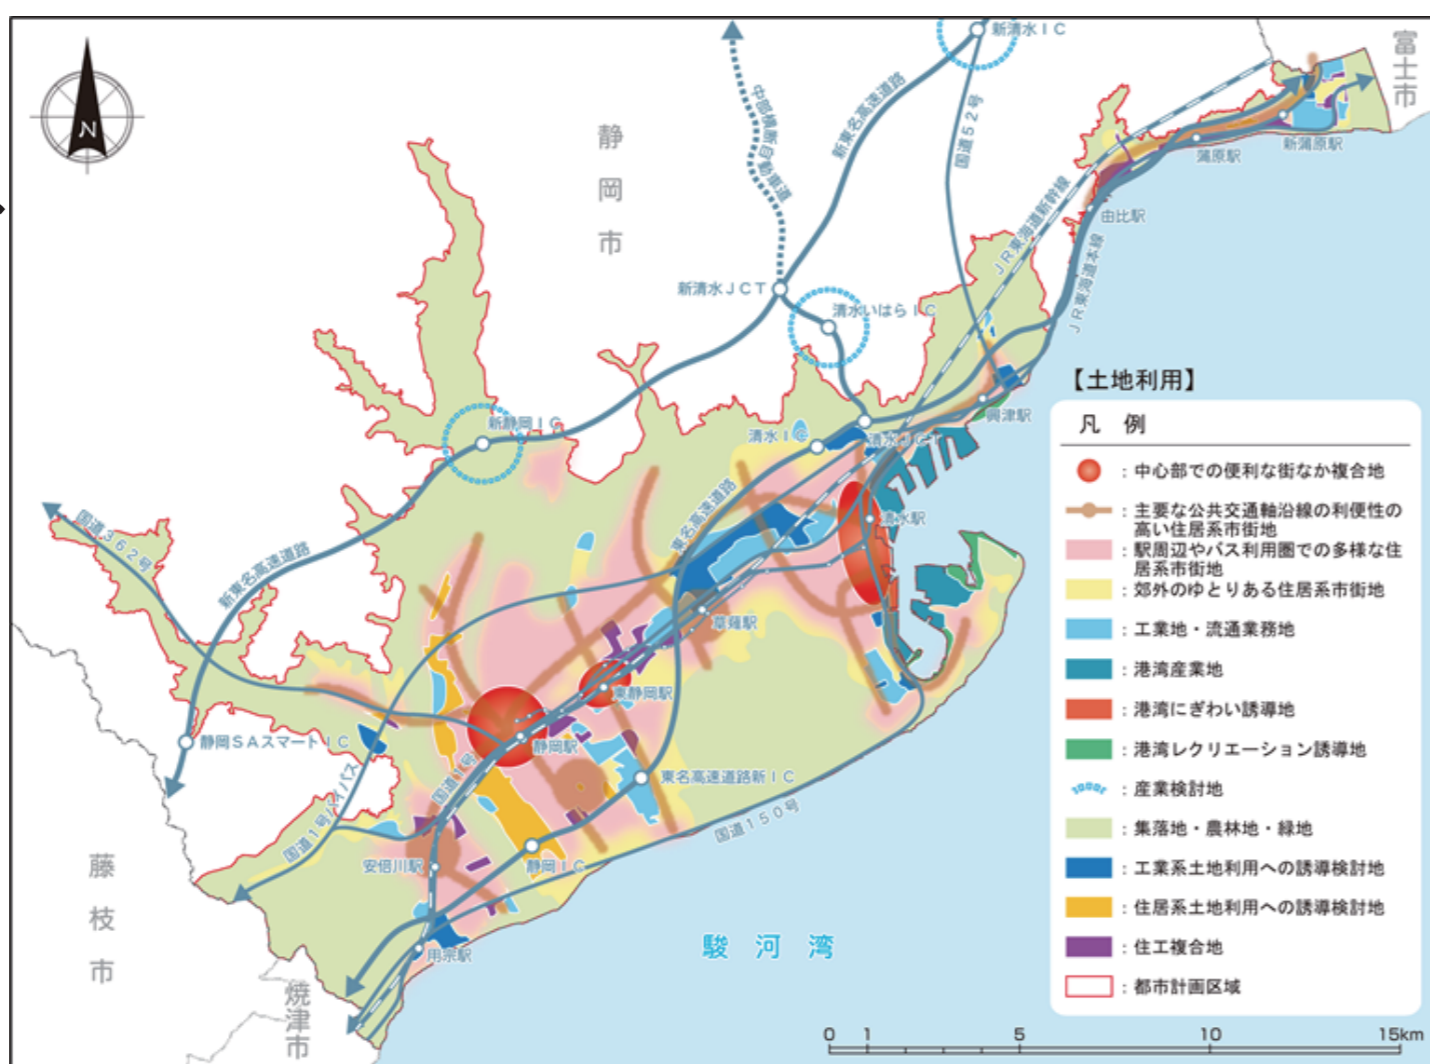 N
静岡市
富士市
藤枝市
焼津市
駿河湾
新清水IC
中部横断自動車道
新東名高速道路
国道52号
JR東海道新幹線
JR東海道本線
蒲原駅
新蒲原駅
由比駅
新清水JCT
清水いはらIC
興津駅
新静岡IC
清水IC
清水JCT
東名高速道路
清水駅
国道362号
新東名高速道路
草薙駅
東静岡駅
静岡駅
静岡SAスマートIC
国道1号
国道1号バイパス
東名高速道路新IC
国道150号
安倍川駅
静岡IC
用宗駅
【土地利用】
凡 例
：中心部での便利な街なか複合地
：主要な公共交通軸沿線の利便性の
高い住居系市街地
：駅周辺やバス利用圏での多様な住
居系市街地
：郊外のゆとりある住居系市街地
：工業地・流通業務地
：港湾産業地
：港湾にぎわい誘導地
：港湾レクリエーション誘導地
：産業検討地
：集落地・農林地・緑地
：工業系土地利用への誘導検討地
：住居系土地利用への誘導検討地
：住工複合地
：都市計画区域
0 1 5 10 15km